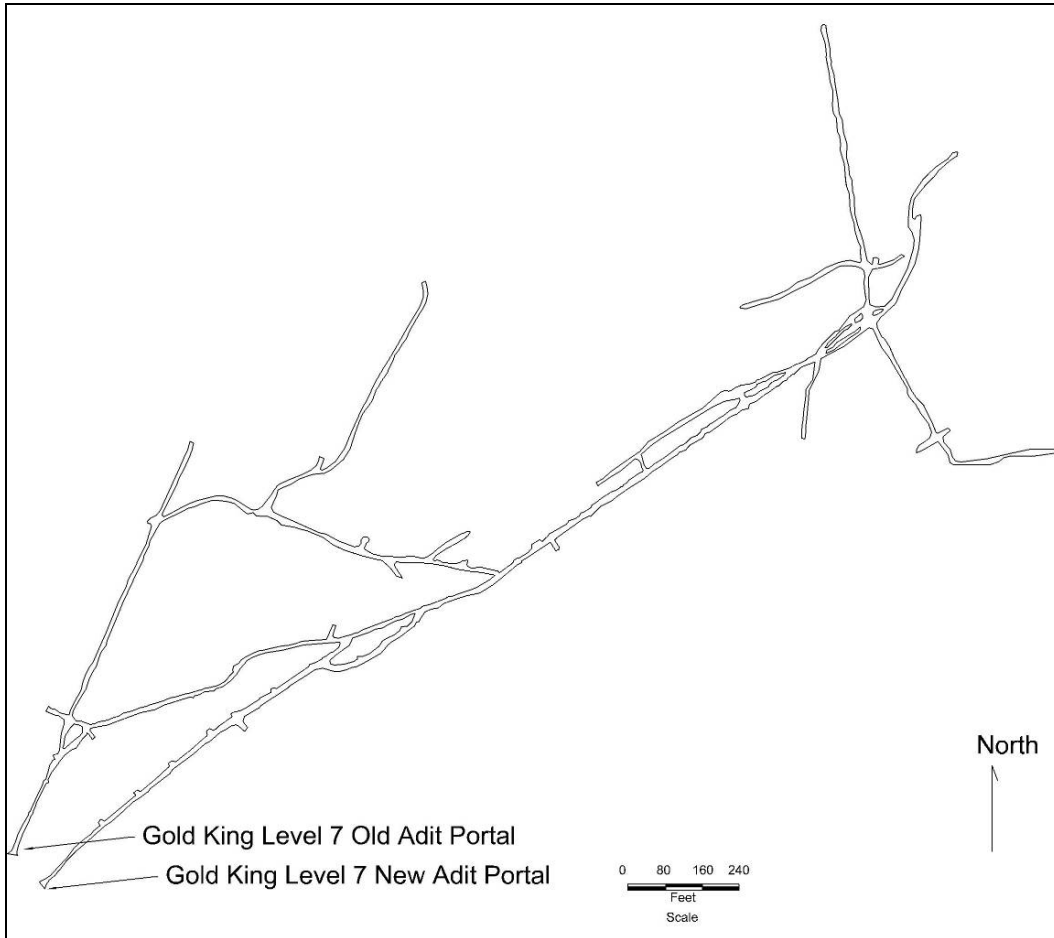 North
Gold King Level 7 Old Adit Portal
Gold King Level 7 New Adit Portal
0 80 160 240
Feet
Scale